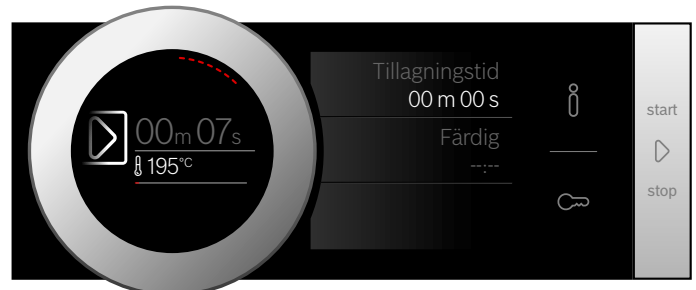 00m 07s
195°C
Tillagningstid
00 m 00 s
Färdig
--:--
start
stop